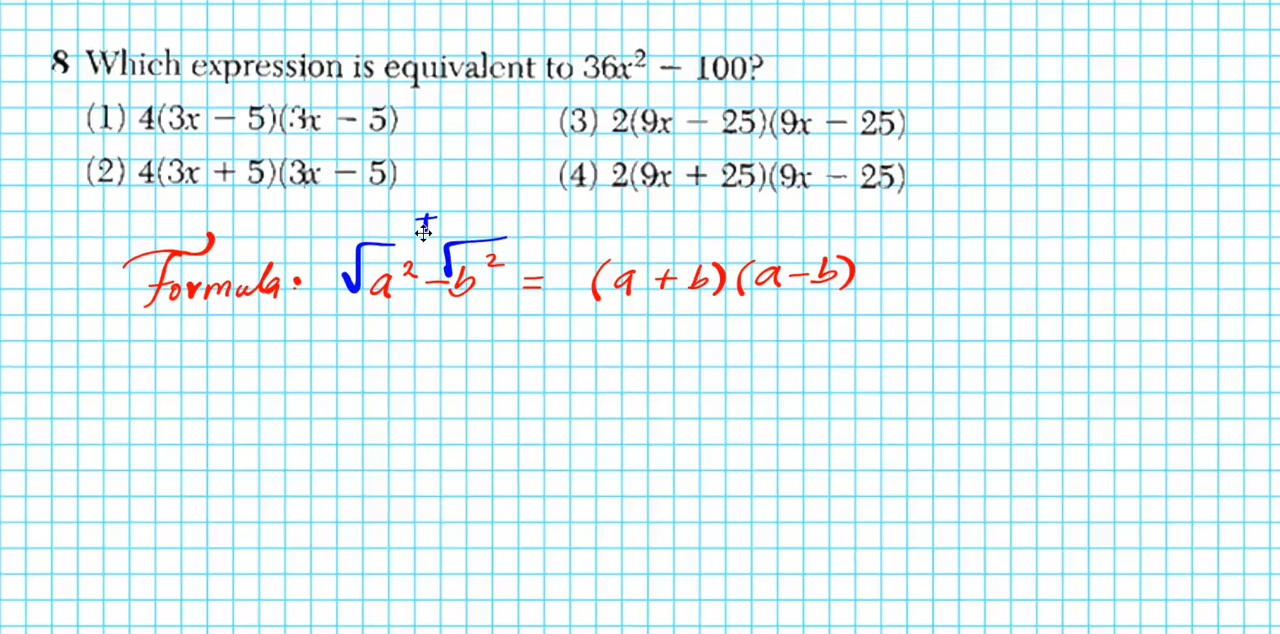 8 Which expression is equivalent to 36x² − 100?
(1) 4(3x − 5)(3x − 5) (3) 2(9x − 25)(9x − 25)
(2) 4(3x + 5)(3x − 5) (4) 2(9x + 25)(9x − 25)
+
Formula: √a² − √b² = (a + b)(a − b)